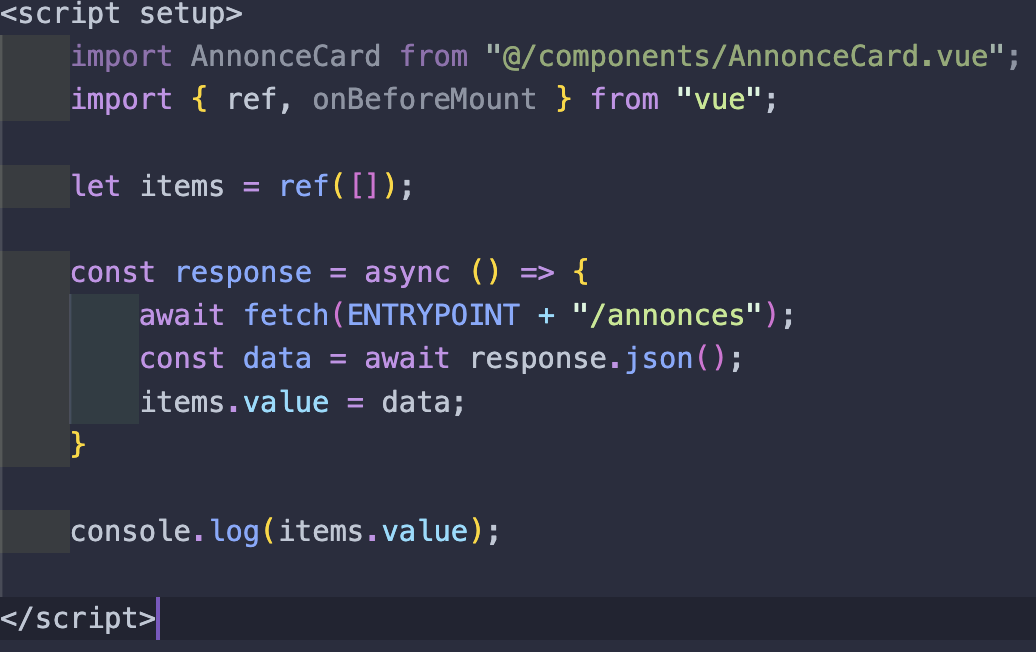 <script setup>
import AnnonceCard from "@/components/AnnonceCard.vue";
import { ref, onBeforeMount } from "vue";
let items = ref([]);
const response = async () => {
await fetch(ENTRYPOINT + "/annonces");
const data = await response.json();
items.value = data;
}
console.log(items.value);
</script>